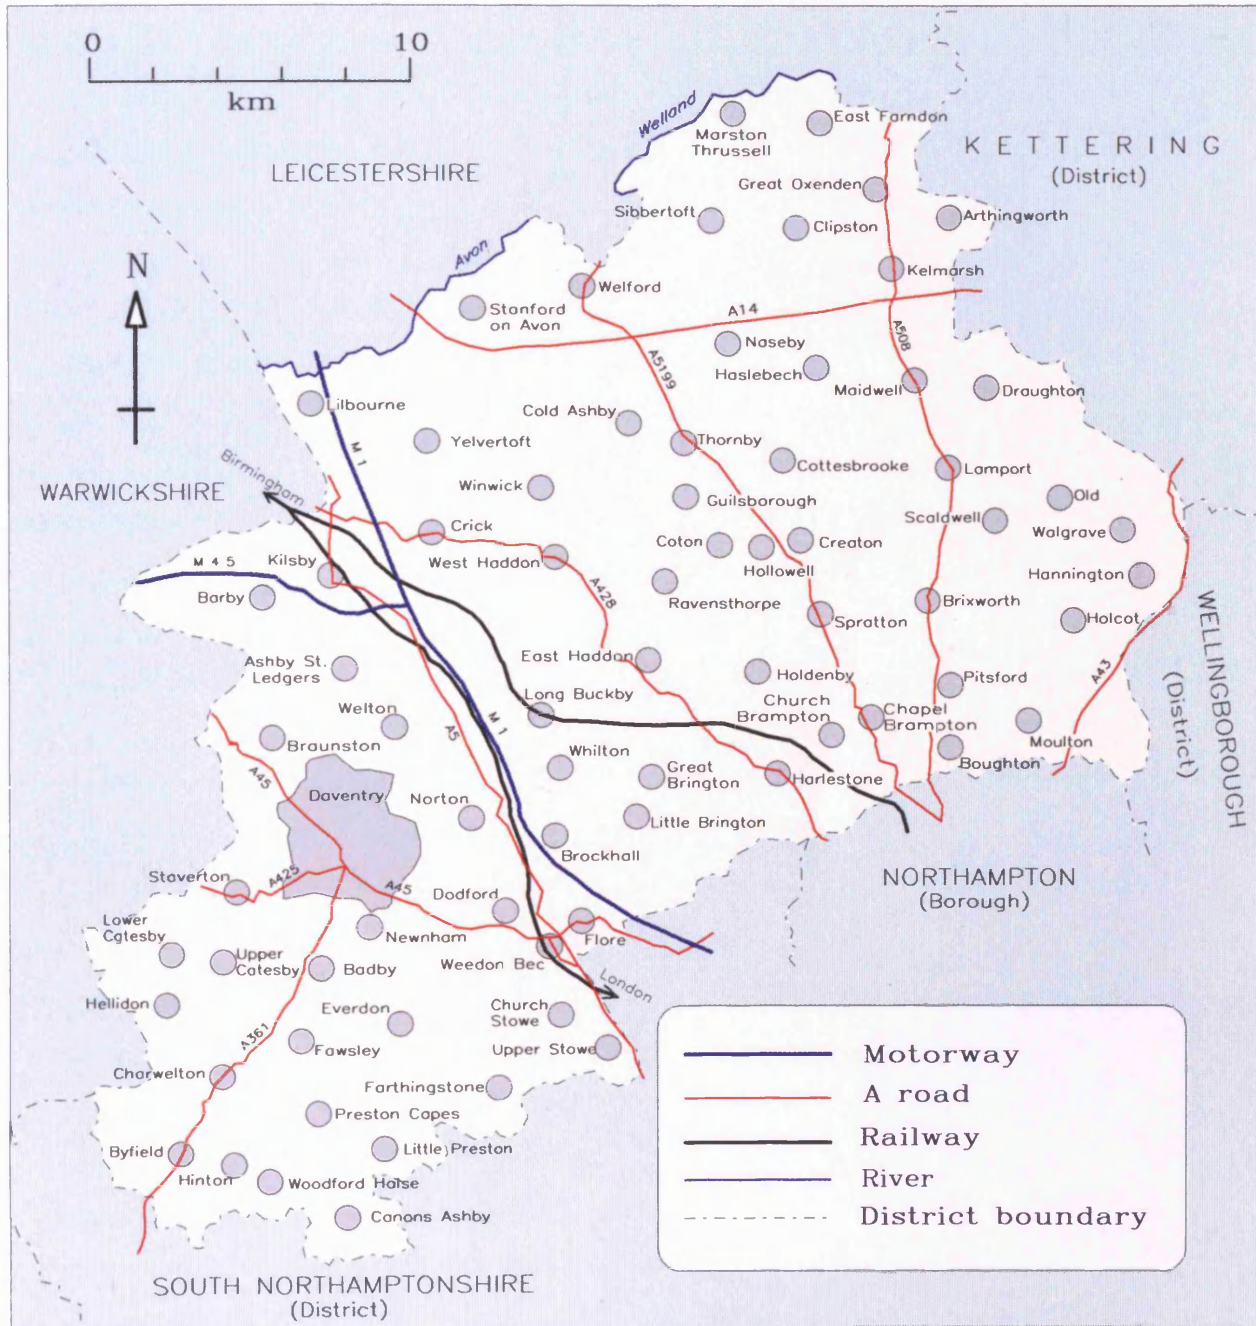 0 10
km
Welland
Marston
Thrussell
East Farndon
KETTERING
(District)
LEICESTERSHIRE
Great Oxenden
Sibbertoft
Clipston
Arthingworth
Avon
N
Welford
Kelmarsh
Stanford
on Avon
A14
A508
Naseby
A5199
Haslebech
Maidwell
Draughton
Lilbourne
Cold Ashby
Yelvertoft
M1
Thornby
Cottesbrooke
Lamport
Birmingham
WARWICKSHIRE
Winwick
Guilsborough
Old
Scaldwell
Walgrave
Crick
West Haddon
Coton
Hollowell
Creaton
Kilsby
M45
Hannington
Barby
A428
Ravensthorpe
Spratton
Brixworth
Holcot
WELLINGBOROUGH
(District)
Ashby St.
Ledgers
East Haddon
Holdenby
Pitsford
A43
Long Buckby
Church
Brampton
Chapel
Brampton
Welton
A5
M1
Braunston
Moulton
Whilton
Boughton
A45
Great
Brington
Harlestone
Daventry
Norton
Little Brington
Brockhall
Staverton
A425
A45
Dodford
NORTHAMPTON
(Borough)
Lower
Catesby
Newnham
Flore
Upper
Catesby
Badby
Weedon Bec
London
Hellidon
Everdon
Church
Stowe
A361
Fawsley
Upper Stowe
Motorway
Charwelton
Farthingstone
A road
Preston Capes
Railway
Byfield
Little Preston
Hinton
Woodford Halse
River
Canons Ashby
District boundary
SOUTH NORTHAMPTONSHIRE
(District)